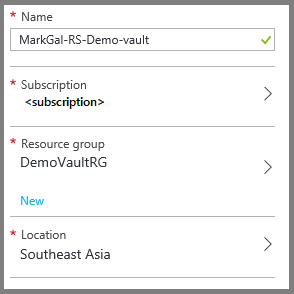 * Name
MarkGal-RS-Demo-vault
* Subscription
<subscription>
* Resource group
DemoVaultRG
New
* Location
Southeast Asia